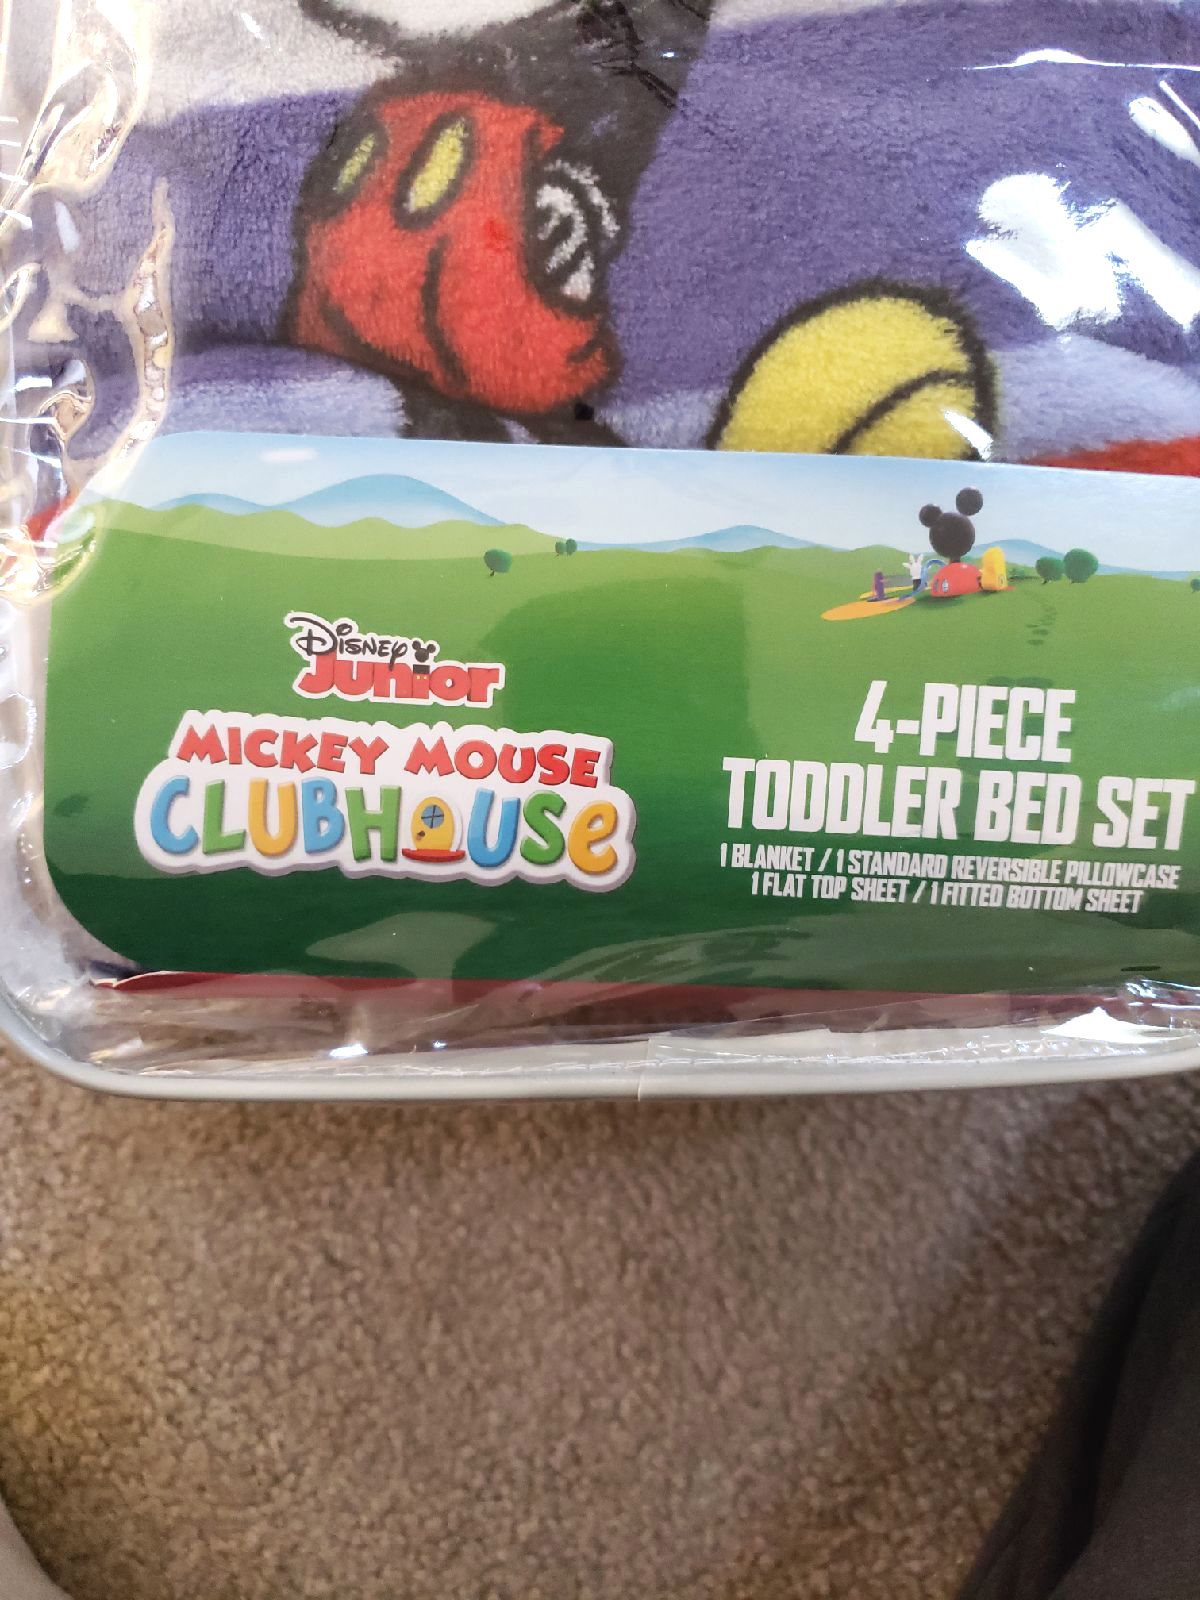 Disney
Junior
MICKEY MOUSE
CLUBHOUSe
4-PIECE
TODDLER BED SET
1 BLANKET / 1 STANDARD REVERSIBLE PILLOWCASE
1 FLAT TOP SHEET / 1 FITTED BOTTOM SHEET